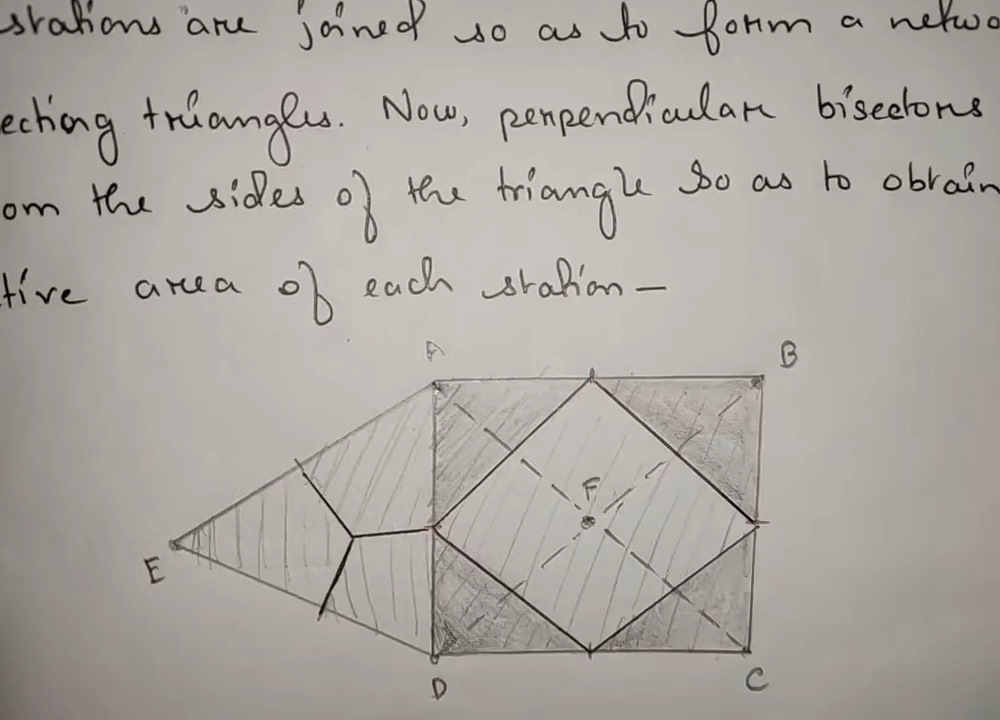 stations are joined so as to form a netwo
ecting triangles. Now, perpendicular bisectors
om the sides of the triangle so as to obtain
tive area of each station —
A
B
F
E
D
C